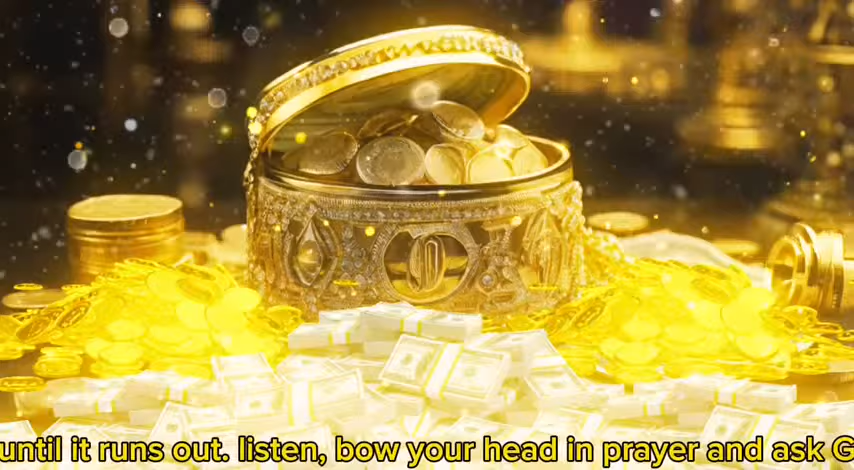 until it runs out. listen, bow your head in prayer and ask G